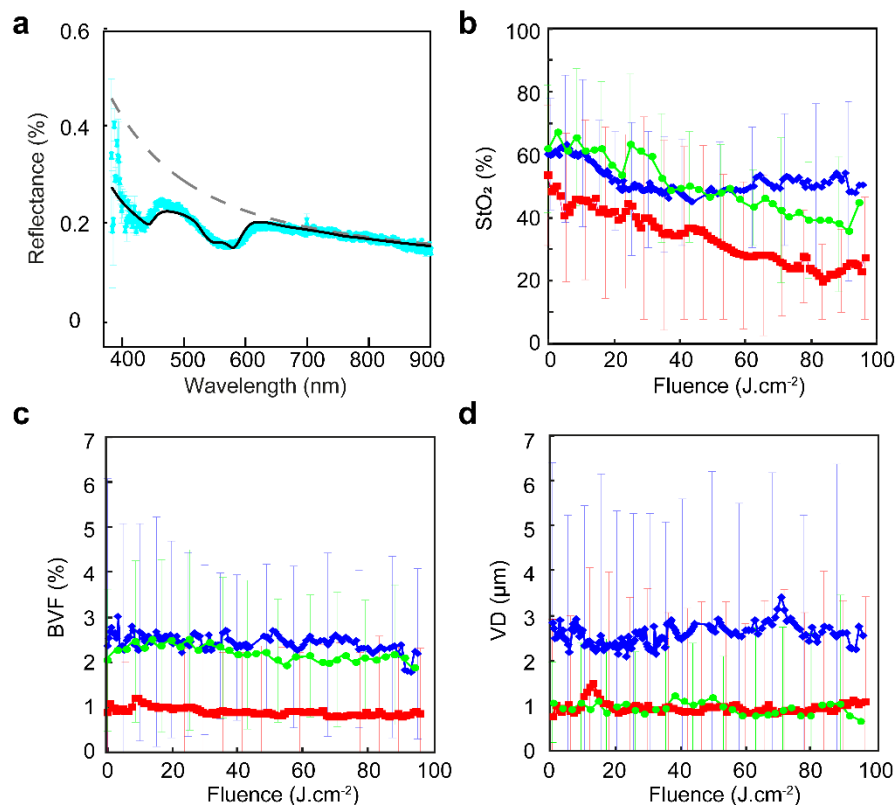 a
0.6
0.4
0.2
0
Reflectance (%)
400 500 600 700 800 900
Wavelength (nm)
b
100
80
60
40
20
0
StO₂ (%)
0 20 40 60 80 100
Fluence (J.cm⁻²)
c
7
6
5
4
3
2
1
0
BVF (%)
0 20 40 60 80 100
Fluence (J.cm⁻²)
d
7
6
5
4
3
2
1
0
VD (μm)
0 20 40 60 80 100
Fluence (J.cm⁻²)